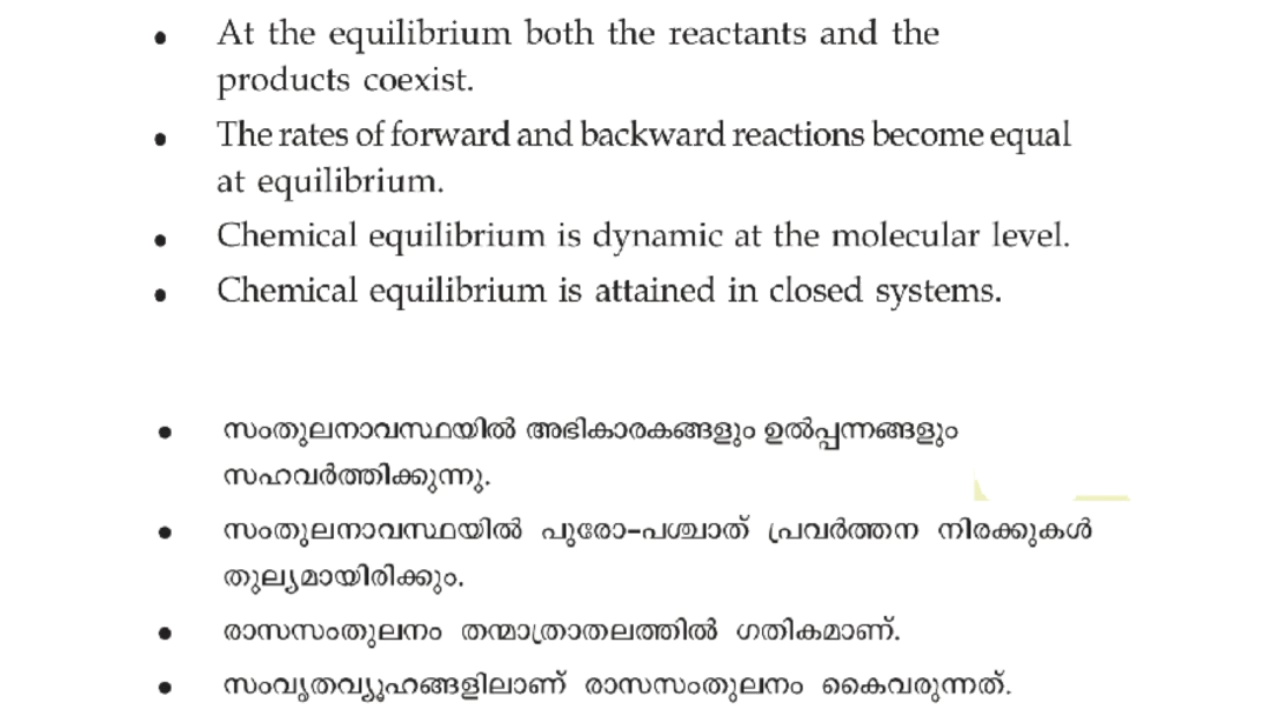 • At the equilibrium both the reactants and the
products coexist.
• The rates of forward and backward reactions become equal
at equilibrium.
• Chemical equilibrium is dynamic at the molecular level.
• Chemical equilibrium is attained in closed systems.
• സംതുലനാവസ്ഥയിൽ അഭികാരകങ്ങളും ഉൽപ്പന്നങ്ങളും
സഹവർത്തിക്കുന്നു.
• സംതുലനാവസ്ഥയിൽ പുരോ-പശ്ചാത് പ്രവർത്തന നിരക്കുകൾ
തുല്യമായിരിക്കും.
• രാസസംതുലനം തന്മാത്രാതലത്തിൽ ഗതികമാണ്.
• സംവൃതവ്യൂഹങ്ങളിലാണ് രാസസംതുലനം കൈവരുന്നത്.